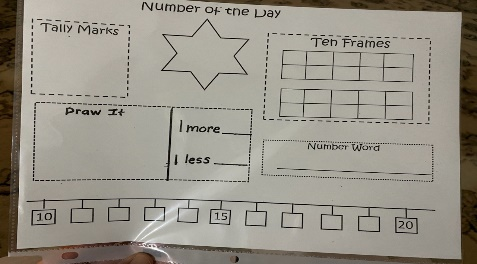 Number of the Day
Tally Marks
Ten Frames
Draw It
1 more
1 less
Number Word
10
15
20